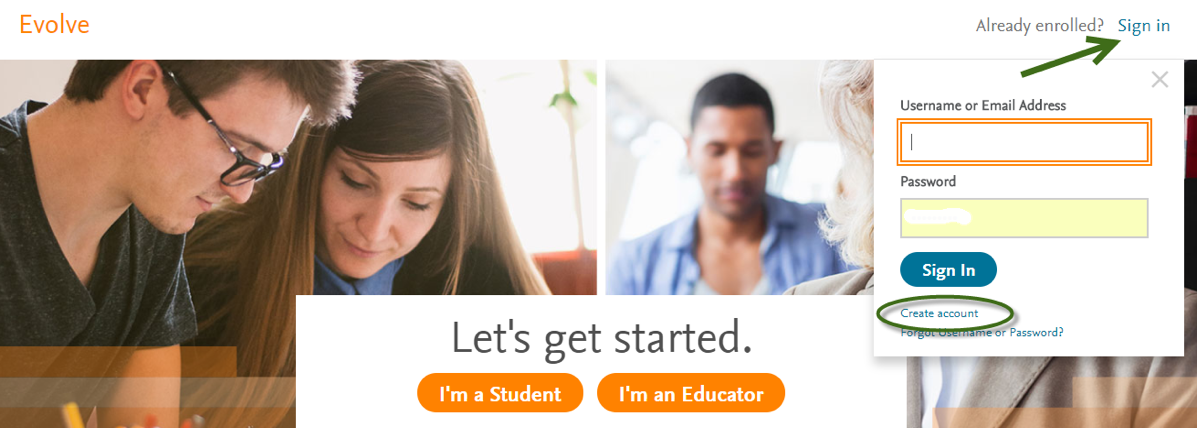 Evolve
Already enrolled? Sign in
Username or Email Address
Password
Sign In
Create account
Forgot Username or Password?
Let's get started.
I'm a Student
I'm an Educator